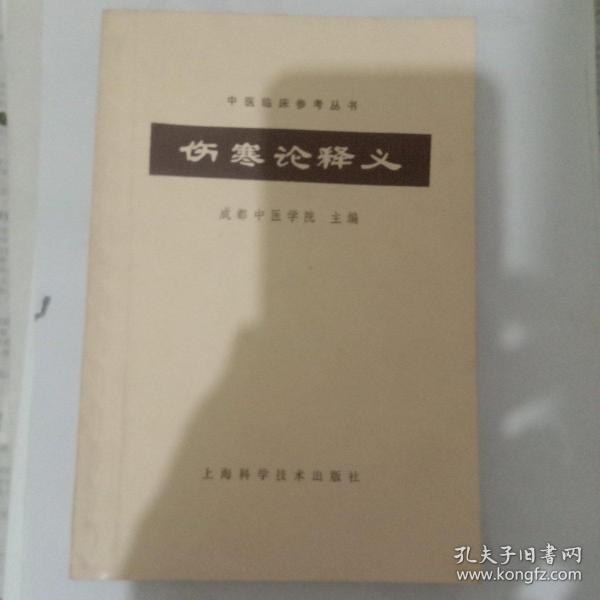 中医临床参考丛书
伤寒论释义
成都中医学院 主编
上海科学技术出版社
孔夫子旧书网
www.kongfz.com